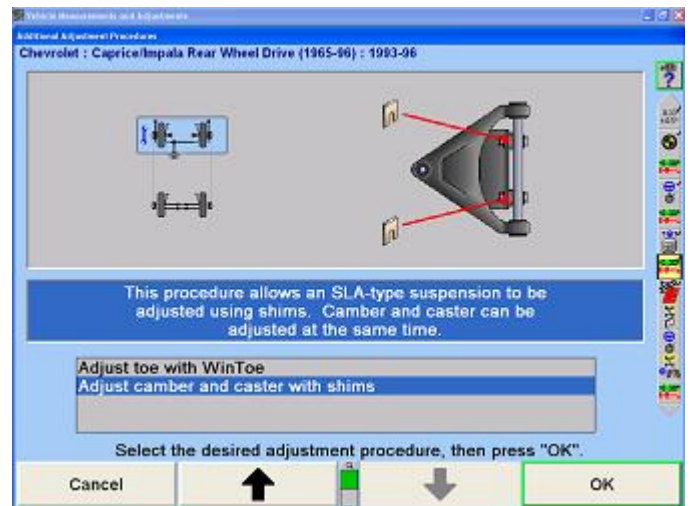 Vehicle Measurements and Adjustments
Additional Adjustment Procedures
Chevrolet : Caprice/Impala Rear Wheel Drive (1965-96) : 1993-96
This procedure allows an SLA-type suspension to be
adjusted using shims. Camber and caster can be
adjusted at the same time.
Adjust toe with WinToe
Adjust camber and caster with shims
Select the desired adjustment procedure, then press "OK".
Cancel
OK